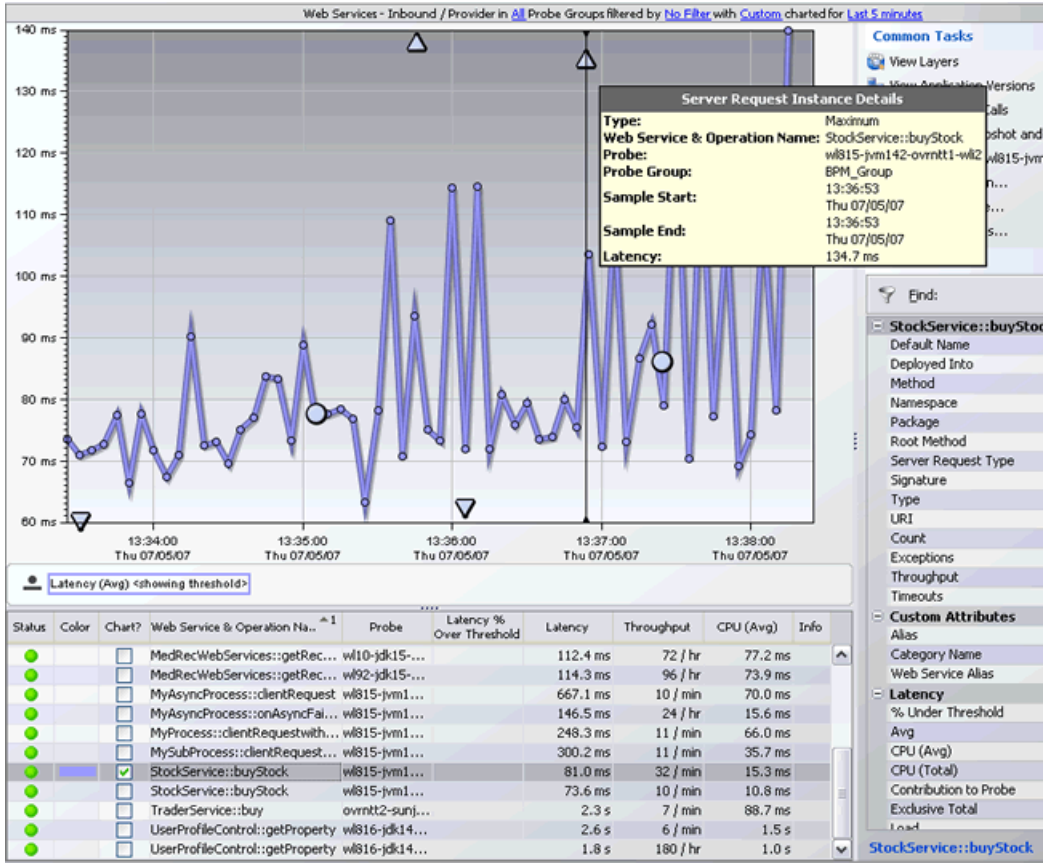 Web Services - Inbound / Provider in All Probe Groups filtered by No Filter with Custom charted for Last 5 minutes
140 ms
130 ms
120 ms
110 ms
100 ms
90 ms
80 ms
70 ms
60 ms
13:34:00
Thu 07/05/07
13:35:00
Thu 07/05/07
13:36:00
Thu 07/05/07
13:37:00
Thu 07/05/07
13:38:00
Thu 07/05/07
Server Request Instance Details
Type: Maximum
Web Service & Operation Name: StockService::buyStock
Probe: wl815-jvm142-ovrntt1-wli2
Probe Group: BPM_Group
Sample Start: 13:36:53
Thu 07/05/07
Sample End: 13:36:53
Thu 07/05/07
Latency: 134.7 ms
Latency (Avg) <showing threshold>
Status Color Chart? Web Service & Operation Na.. 1 Probe Latency % Over Threshold Latency Throughput CPU (Avg) Info
MedRecWebServices::getRec... wl10-jdk15-... 112.4 ms 72 / hr 77.2 ms
MedRecWebServices::getRec... wl92-jdk15-... 114.3 ms 96 / hr 73.9 ms
MyAsyncProcess::clientRequest wl815-jvm1... 667.1 ms 10 / min 70.0 ms
MyAsyncProcess::onAsyncFai... wl815-jvm1... 146.5 ms 24 / hr 15.6 ms
MyProcess::clientRequestwith... wl815-jvm1... 248.3 ms 11 / min 66.0 ms
MySubProcess::clientRequest... wl815-jvm1... 300.2 ms 11 / min 35.7 ms
StockService::buyStock wl815-jvm1... 81.0 ms 32 / min 15.3 ms
StockService::buyStock wl815-jvm1... 73.6 ms 10 / min 10.8 ms
TraderService::buy ovrntt2-sunj... 2.3 s 7 / min 88.7 ms
UserProfileControl::getProperty wl816-jdk14... 2.6 s 6 / min 1.5 s
UserProfileControl::getProperty wl816-jdk14... 1.8 s 180 / hr 1.0 s
Common Tasks
View Layers
View Application Versions
Calls
pshot and
wl815-jvm
n...
e...
s...
Find:
StockService::buyStoc
Default Name
Deployed Into
Method
Namespace
Package
Root Method
Server Request Type
Signature
Type
URI
Count
Exceptions
Throughput
Timeouts
Custom Attributes
Alias
Category Name
Web Service Alias
Latency
% Under Threshold
Avg
CPU (Avg)
CPU (Total)
Contribution to Probe
Exclusive Total
Load
StockService::buyStock